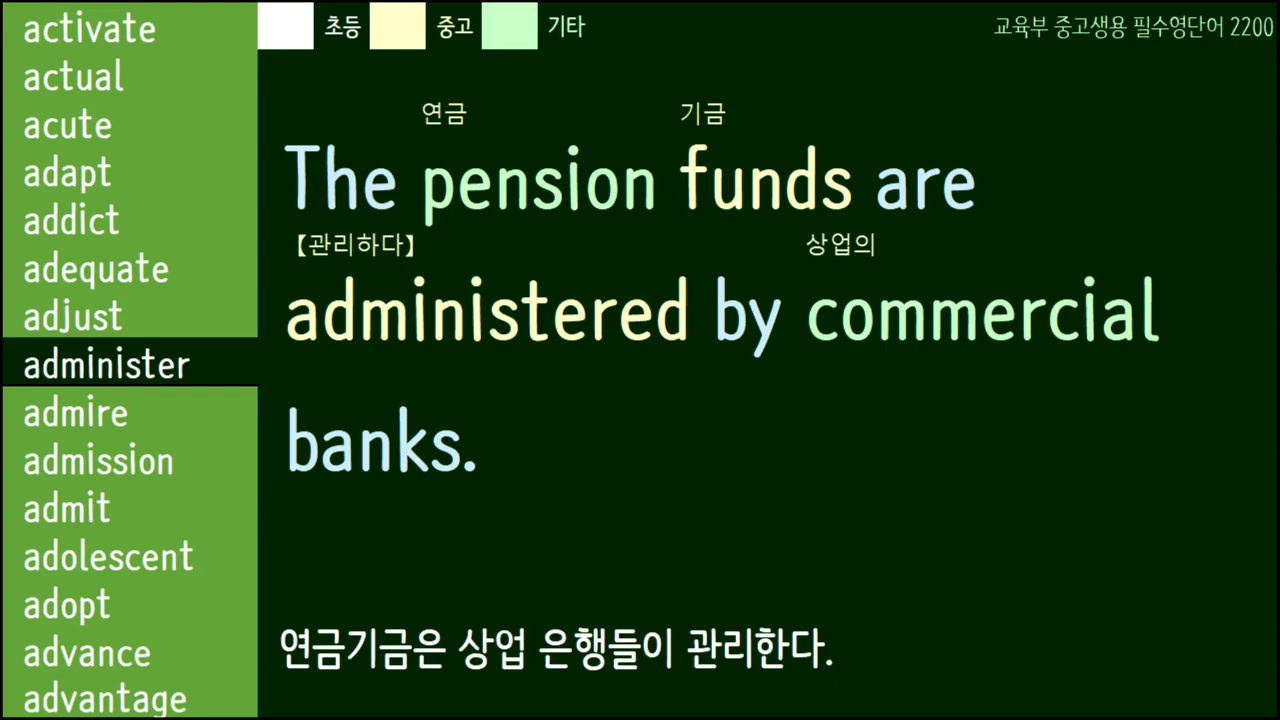 activate
actual
acute
adapt
addict
adequate
adjust
administer
admire
admission
admit
adolescent
adopt
advance
advantage
초등 중고 기타
교육부 중고생용 필수영단어 2200
연금 기금
The pension funds are
【관리하다】 상업의
administered by commercial
banks.
연금기금은 상업 은행들이 관리한다.